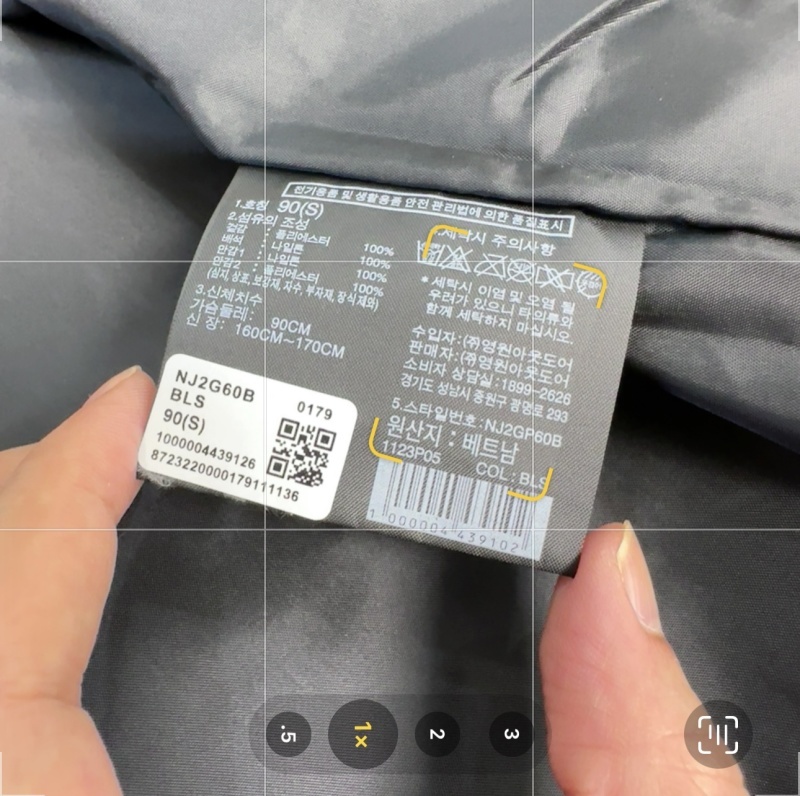 전기용품 및 생활용품 안전 관리법에 의한 품질표시
1.호칭 90(S)
2.섬유의 조성
겉감 : 폴리에스터 100%
배색 : 나일론 100%
안감1 : 나일론 100%
안감2 : 폴리에스터 100%
(심지, 상표, 보강제, 자수, 부자재, 장식제외)
3.신체치수
가슴둘레: 90CM
신 장: 160CM~170CM
세탁시 주의사항
* 세탁시 이염 및 오염 될
우려가 있으니 타의류와
함께 세탁하지 마십시오.
수입자:(주)영원아웃도어
판매자:(주)영원아웃도어
소비자 상담실:1899-2626
경기도 성남시 중원구 광명로 293
5.스타일번호:NJ2GP60B
원산지 : 베트남
1123P05 COL:BLS
1 000004 439102
NJ2G60B 0179
BLS
90(S)
1000004439126
8723220000179111136
.5 1× 2 3